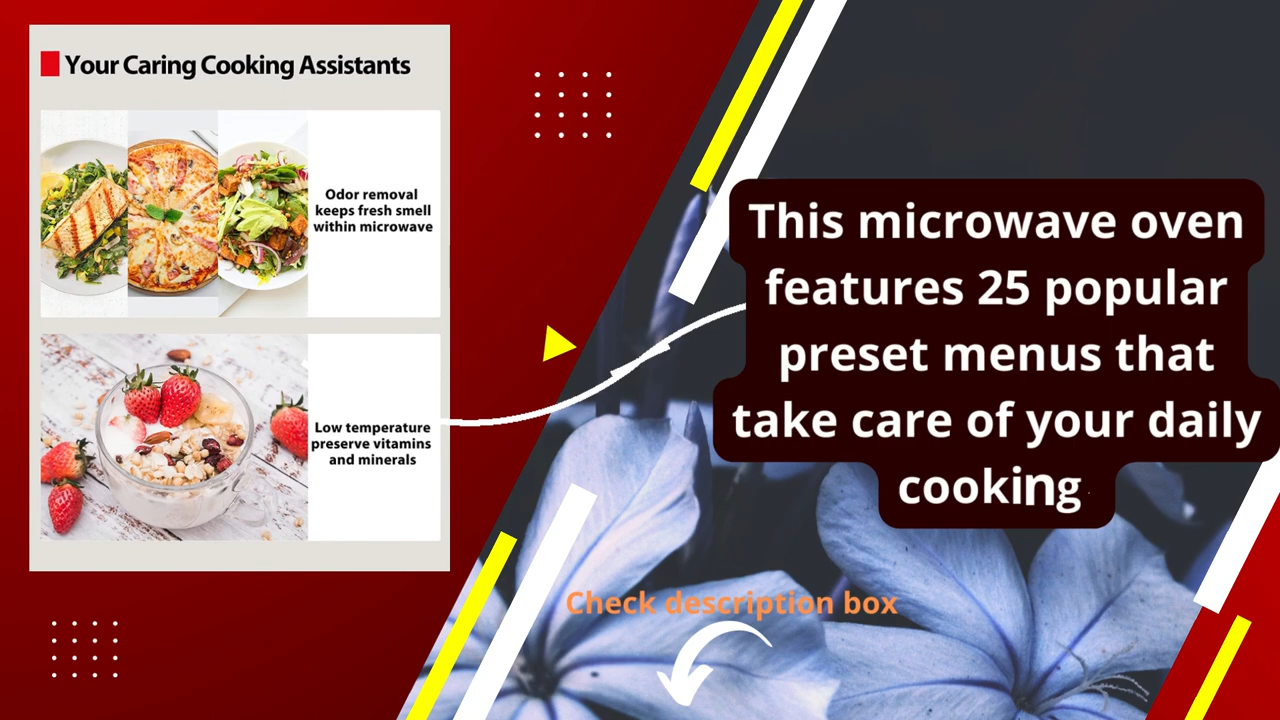 Your Caring Cooking Assistants
Odor removal
keeps fresh smell
within microwave
Low temperature
preserve vitamins
and minerals
This microwave oven
features 25 popular
preset menus that
take care of your daily
cooking
Check description box